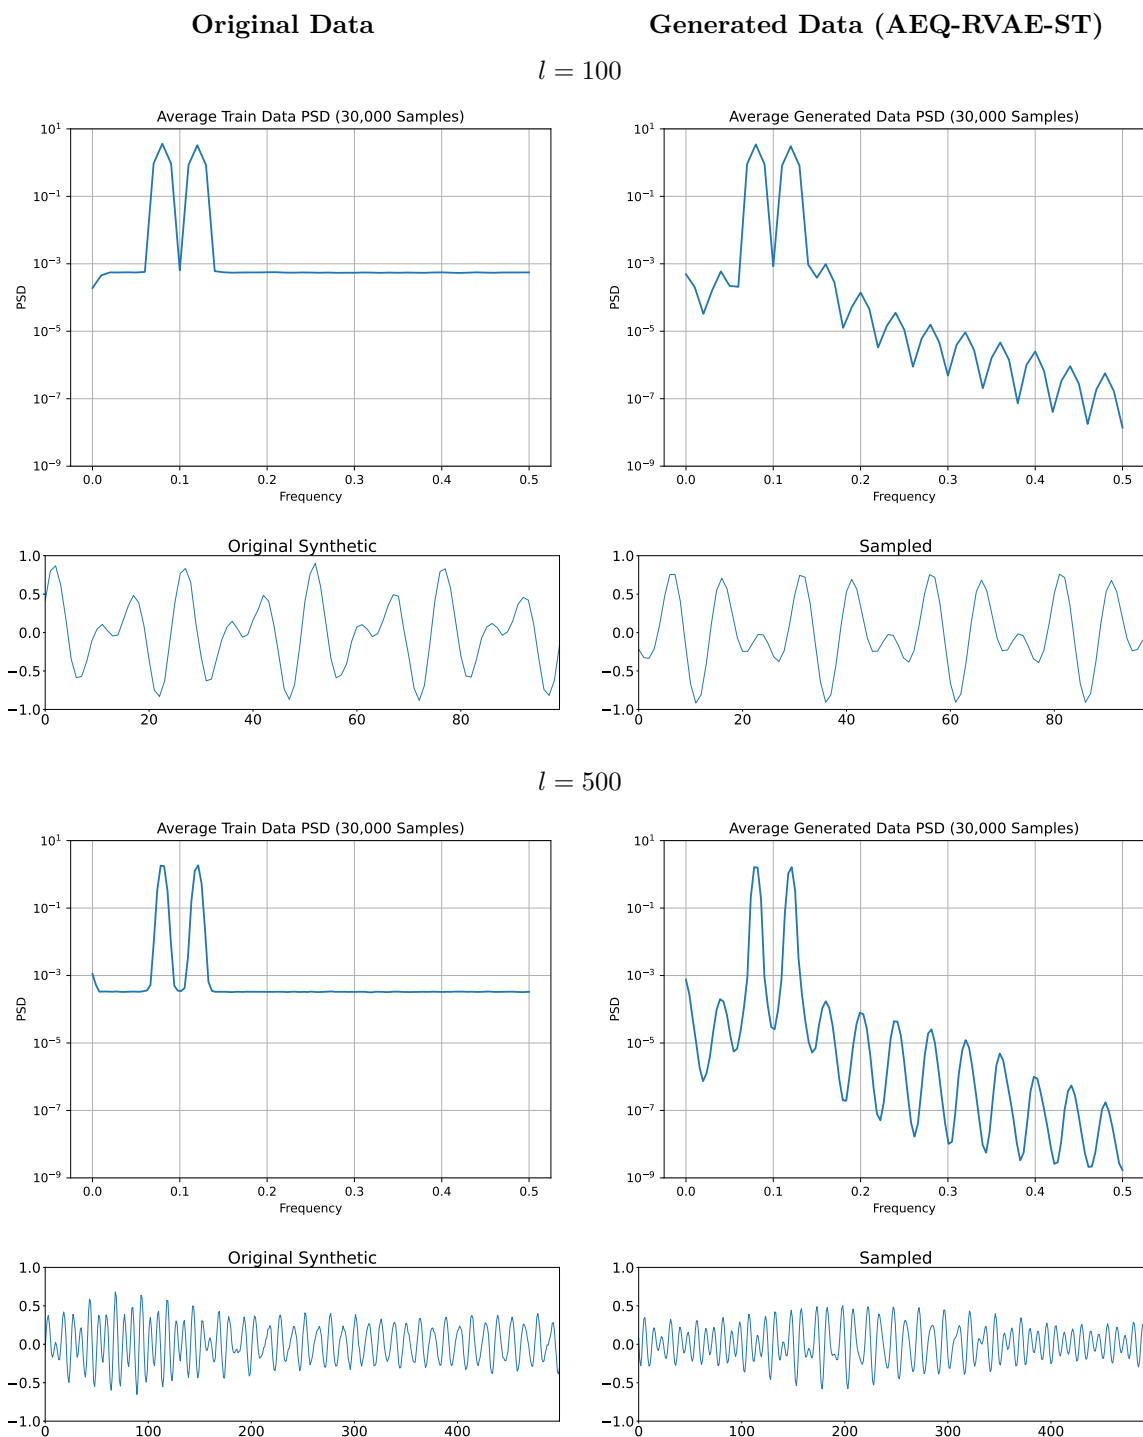 Original Data
Generated Data (AEQ-RVAE-ST)
l = 100
Average Train Data PSD (30,000 Samples)
10^1
10^-1
10^-3
10^-5
10^-7
10^-9
PSD
0.0 0.1 0.2 0.3 0.4 0.5
Frequency
Average Generated Data PSD (30,000 Samples)
10^1
10^-1
10^-3
10^-5
10^-7
10^-9
PSD
0.0 0.1 0.2 0.3 0.4 0.5
Frequency
Original Synthetic
1.0
0.5
0.0
−0.5
−1.0
0 20 40 60 80
Sampled
1.0
0.5
0.0
−0.5
−1.0
0 20 40 60 80
l = 500
Average Train Data PSD (30,000 Samples)
10^1
10^-1
10^-3
10^-5
10^-7
10^-9
PSD
0.0 0.1 0.2 0.3 0.4 0.5
Frequency
Average Generated Data PSD (30,000 Samples)
10^1
10^-1
10^-3
10^-5
10^-7
10^-9
PSD
0.0 0.1 0.2 0.3 0.4 0.5
Frequency
Original Synthetic
1.0
0.5
0.0
−0.5
−1.0
0 100 200 300 400
Sampled
1.0
0.5
0.0
−0.5
−1.0
0 100 200 300 400